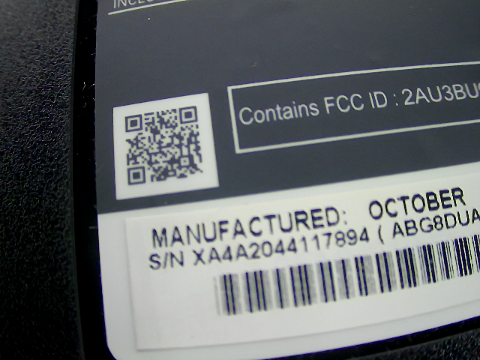 Contains FCC ID : 2AU3BU
MANUFACTURED: OCTOBER
S/N XA4A2044117894 ( ABG8DUA